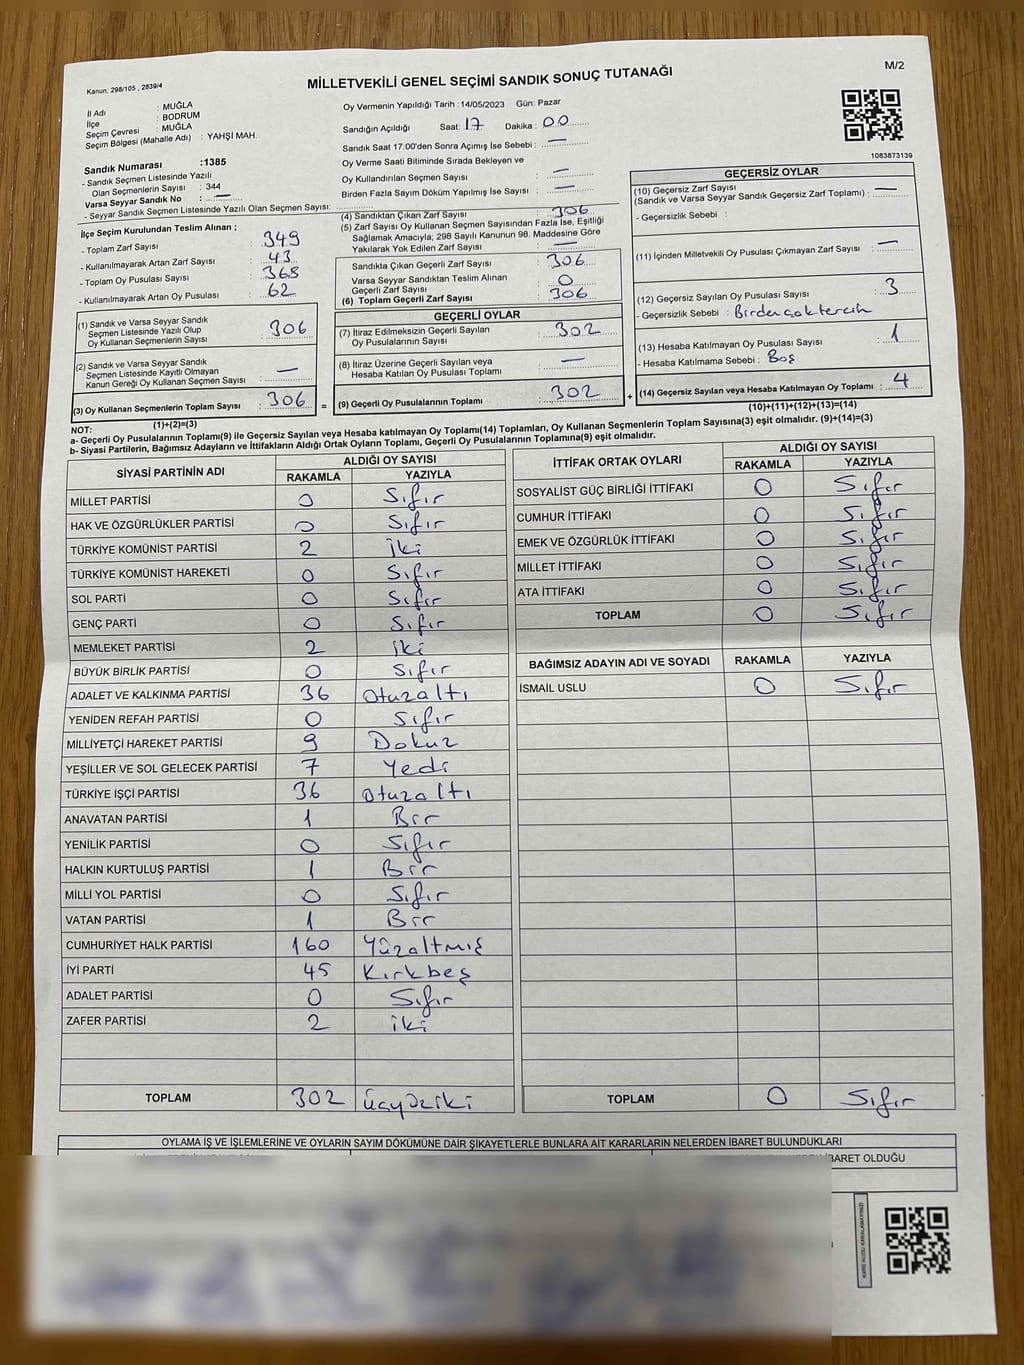 M/2
Kanun: 298/105 , 2839/4
MİLLETVEKİLİ GENEL SEÇİMİ SANDIK SONUÇ TUTANAĞI
İl Adı : MUĞLA
İlçe : BODRUM
Seçim Çevresi : MUĞLA
Seçim Bölgesi (Mahalle Adı) : YAHŞİ MAH.
Sandık Numarası :1385
- Sandık Seçmen Listesinde Yazılı
Olan Seçmenlerin Sayısı : 344
Varsa Seyyar Sandık No : —
- Seyyar Sandık Seçmen Listesinde Yazılı Olan Seçmen Sayısı:
Oy Vermenin Yapıldığı Tarih :14/05/2023 Gün: Pazar
Sandığın Açıldığı Saat: 17 Dakika : 00
Sandık Saat 17:00'den Sonra Açımış İse Sebebi : —
Oy Verme Saati Bitiminde Sırada Bekleyen ve
Oy Kullandırılan Seçmen Sayısı : —
Birden Fazla Sayım Döküm Yapılmış İse Sayısı : —
1083873139
İlçe Seçim Kurulundan Teslim Alınan ;
- Toplam Zarf Sayısı : 349
- Kullanılmayarak Artan Zarf Sayısı : 43
- Toplam Oy Pusulası Sayısı : 368
- Kullanılmayarak Artan Oy Pusulası : 62
(1) Sandık ve Varsa Seyyar Sandık
Seçmen Listesinde Yazılı Olup
Oy Kullanan Seçmenlerin Sayısı : 306
(2) Sandık ve Varsa Seyyar Sandık
Seçmen Listesinde Kayıtlı Olmayan
Kanun Gereği Oy Kullanan Seçmen Sayısı : —
(3) Oy Kullanan Seçmenlerin Toplam Sayısı : 306
(1)+(2)=(3)
(4) Sandıktan Çıkan Zarf Sayısı : 306
(5) Zarf Sayısı Oy Kullanan Seçmen Sayısından Fazla İse, Eşitliği
Sağlamak Amacıyla; 298 Sayılı Kanunun 98. Maddesine Göre
Yakılarak Yok Edilen Zarf Sayısı : —
Sandıkta Çıkan Geçerli Zarf Sayısı : 306
Varsa Seyyar Sandıktan Teslim Alınan
Geçerli Zarf Sayısı : 0
(6) Toplam Geçerli Zarf Sayısı : 306
GEÇERLİ OYLAR
(7) İtiraz Edilmeksizin Geçerli Sayılan
Oy Pusulalarının Sayısı : 302
(8) İtiraz Üzerine Geçerli Sayılan veya
Hesaba Katılan Oy Pusulası Toplamı : —
= (9) Geçerli Oy Pusulalarının Toplamı : 302
GEÇERSİZ OYLAR
(10) Geçersiz Zarf Sayısı : —
(Sandık ve Varsa Seyyar Sandık Geçersiz Zarf Toplamı)
- Geçersizlik Sebebi :
(11) İçinden Milletvekili Oy Pusulası Çıkmayan Zarf Sayısı : —
(12) Geçersiz Sayılan Oy Pusulası Sayısı : 3
- Geçersizlik Sebebi : Birdençoktercih
(13) Hesaba Katılmayan Oy Pusulası Sayısı : 1
- Hesaba Katılmama Sebebi : Boş
+ (14) Geçersiz Sayılan veya Hesaba Katılmayan Oy Toplamı : 4
(10)+(11)+(12)+(13)=(14)
NOT:
a- Geçerli Oy Pusulalarının Toplamı(9) ile Geçersiz Sayılan veya Hesaba katılmayan Oy Toplamı(14) Toplamları, Oy Kullanan Seçmenlerin Toplam Sayısına(3) eşit olmalıdır. (9)+(14)=(3)
b- Siyasi Partilerin, Bağımsız Adayların ve İttifakların Aldığı Ortak Oyların Toplamı, Geçerli Oy Pusulalarının Toplamına(9) eşit olmalıdır.
SİYASİ PARTİNİN ADI ALDIĞI OY SAYISI
RAKAMLA YAZIYLA
MİLLET PARTİSİ 0 Sıfır
HAK VE ÖZGÜRLÜKLER PARTİSİ 0 Sıfır
TÜRKİYE KOMÜNİST PARTİSİ 2 İki
TÜRKİYE KOMÜNİST HAREKETİ 0 Sıfır
SOL PARTİ 0 Sıfır
GENÇ PARTİ 0 Sıfır
MEMLEKET PARTİSİ 2 İki
BÜYÜK BİRLİK PARTİSİ 0 Sıfır
ADALET VE KALKINMA PARTİSİ 36 Otuzaltı
YENİDEN REFAH PARTİSİ 0 Sıfır
MİLLİYETÇİ HAREKET PARTİSİ 9 Dokuz
YEŞİLLER VE SOL GELECEK PARTİSİ 7 Yedi
TÜRKİYE İŞÇİ PARTİSİ 36 Otuzaltı
ANAVATAN PARTİSİ 1 Bir
YENİLİK PARTİSİ 0 Sıfır
HALKIN KURTULUŞ PARTİSİ 1 Bir
MİLLİ YOL PARTİSİ 0 Sıfır
VATAN PARTİSİ 1 Bir
CUMHURİYET HALK PARTİSİ 160 Yüzaltmış
İYİ PARTİ 45 Kırkbeş
ADALET PARTİSİ 0 Sıfır
ZAFER PARTİSİ 2 İki
TOPLAM 302 Üçyüziki
İTTİFAK ORTAK OYLARI ALDIĞI OY SAYISI
RAKAMLA YAZIYLA
SOSYALİST GÜÇ BİRLİĞİ İTTİFAKI 0 Sıfır
CUMHUR İTTİFAKI 0 Sıfır
EMEK VE ÖZGÜRLÜK İTTİFAKI 0 Sıfır
MİLLET İTTİFAKI 0 Sıfır
ATA İTTİFAKI 0 Sıfır
TOPLAM 0 Sıfır
BAĞIMSIZ ADAYIN ADI VE SOYADI RAKAMLA YAZIYLA
İSMAİL USLU 0 Sıfır
TOPLAM 0 Sıfır
OYLAMA İŞ VE İŞLEMLERİNE VE OYLARIN SAYIM DÖKÜMÜNE DAİR ŞİKAYETLERLE BUNLARA AİT KARARLARIN NELERDEN İBARET BULUNDUKLARI
İBARET OLDUĞU